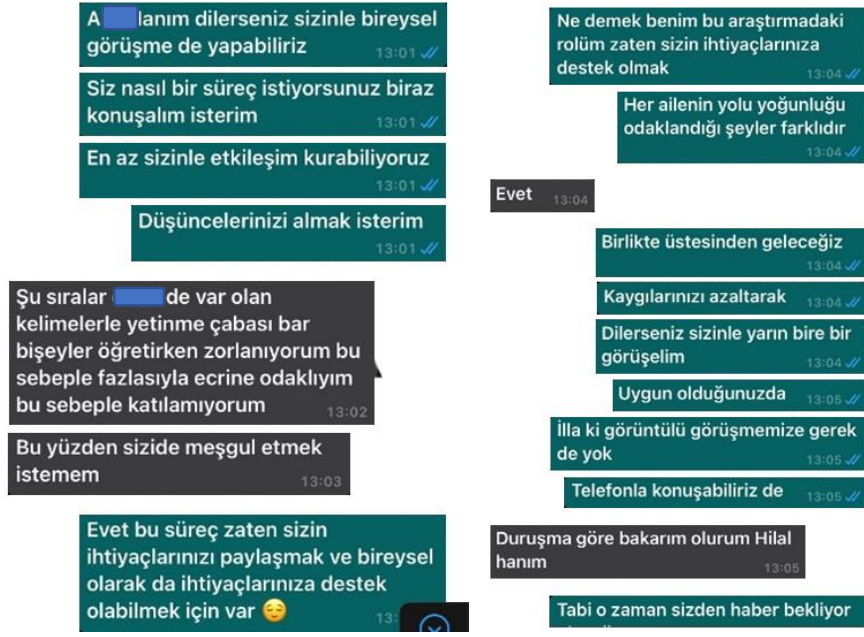 A lanım dilerseniz sizinle bireysel
görüşme de yapabiliriz
13:01
Siz nasıl bir süreç istiyorsunuz biraz
konuşalım isterim
13:01
En az sizinle etkileşim kurabiliyoruz
13:01
Düşüncelerinizi almak isterim
13:01
Şu sıralar de var olan
kelimelerle yetinme çabası bar
bişeyler öğretirken zorlanıyorum bu
sebeple fazlasıyla ecrine odaklıyım
bu sebeple katılamıyorum
13:02
Bu yüzden sizide meşgul etmek
istemem
13:03
Evet bu süreç zaten sizin
ihtiyaçlarınızı paylaşmak ve bireysel
olarak da ihtiyaçlarınıza destek
olabilmek için var 😌
Ne demek benim bu araştırmadaki
rolüm zaten sizin ihtiyaçlarınıza
destek olmak
13:04
Her ailenin yolu yoğunluğu
odaklandığı şeyler farklıdır
13:04
Evet 13:04
Birlikte üstesinden geleceğiz
13:04
Kaygılarınızı azaltarak 13:04
Dilerseniz sizinle yarın bire bir
görüşelim
13:04
Uygun olduğunuzda 13:05
İlla ki görüntülü görüşmemize gerek
de yok
13:05
Telefonla konuşabiliriz de 13:05
Duruşma göre bakarım olurum Hilal
hanım
13:05
Tabi o zaman sizden haber bekliyor